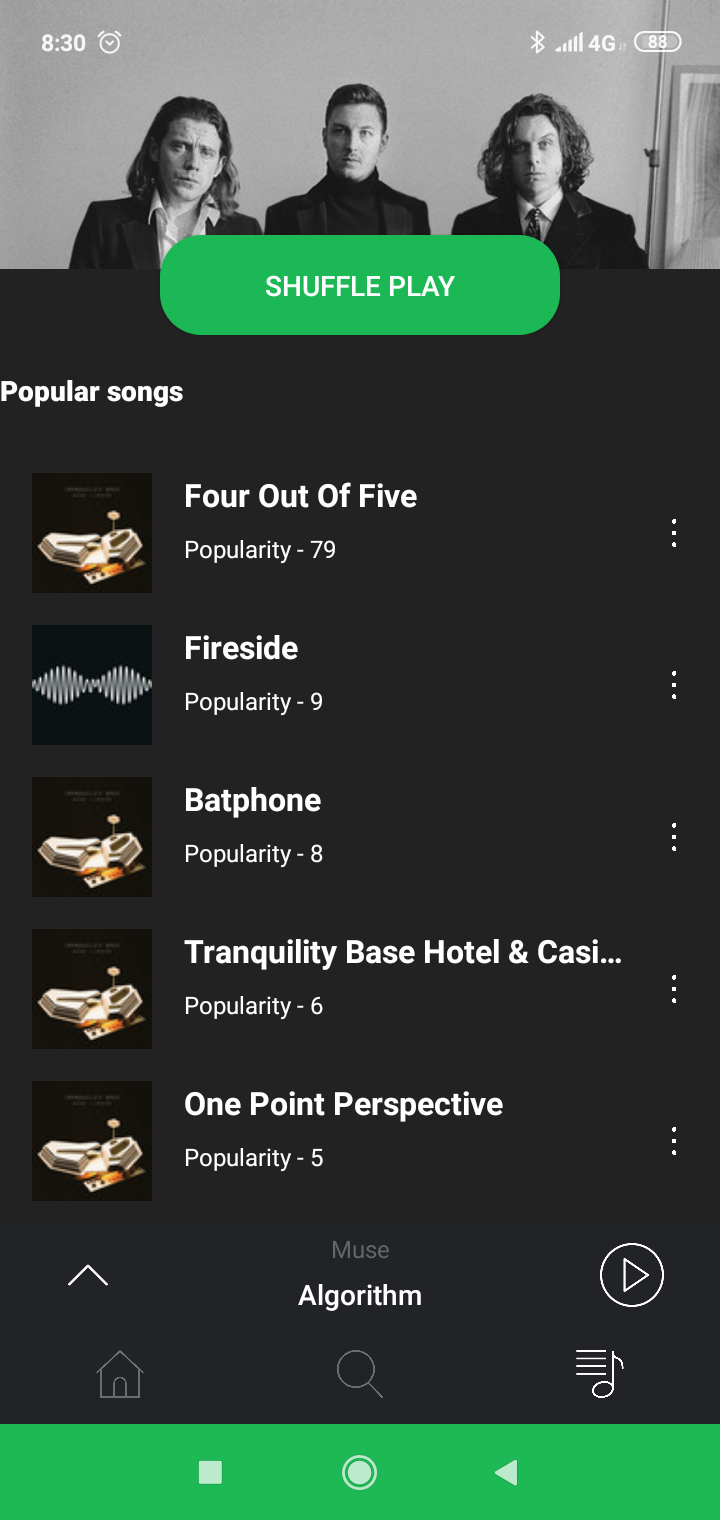 8:30 4G 88
SHUFFLE PLAY
Popular songs
Four Out Of Five
Popularity - 79
Fireside
Popularity - 9
Batphone
Popularity - 8
Tranquility Base Hotel & Casi...
Popularity - 6
One Point Perspective
Popularity - 5
Muse
Algorithm